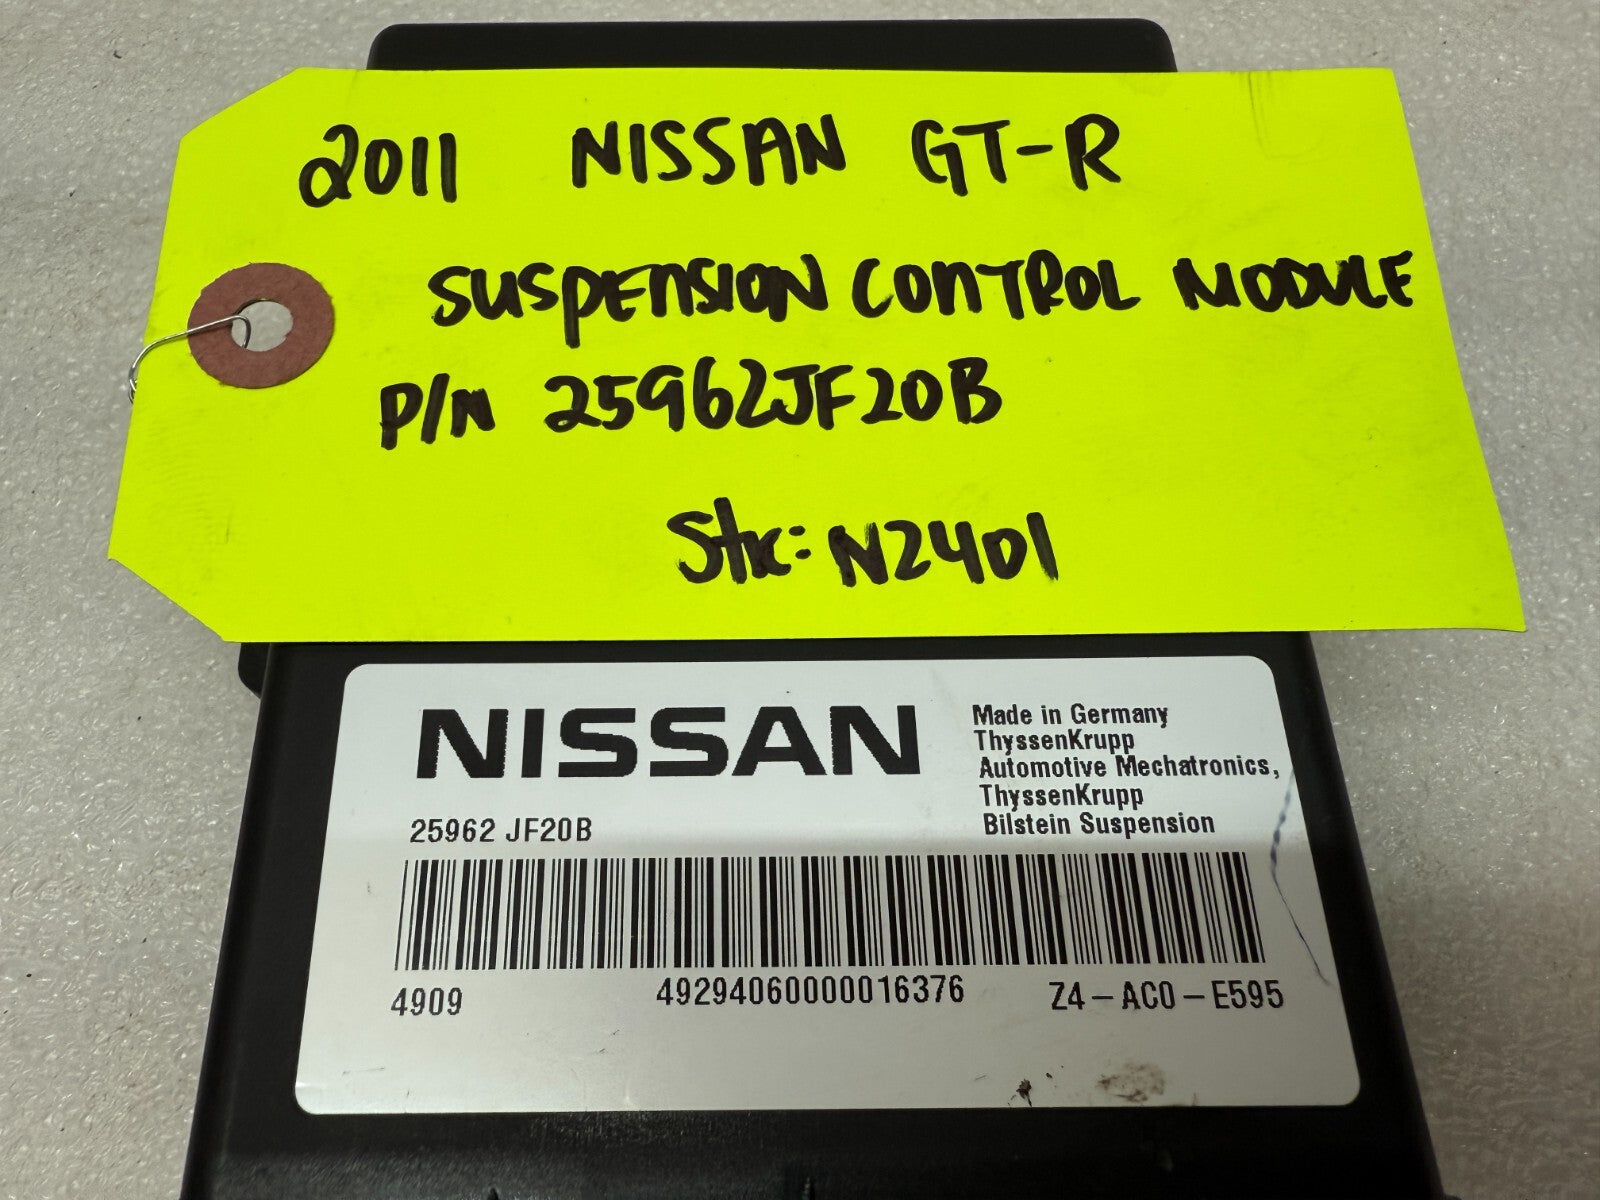 2011 NISSAN GT-R
SUSPENSION CONTROL MODULE
P/N 25962JF20B
Stk: N2401
NISSAN
Made in Germany
ThyssenKrupp
Automotive Mechatronics,
ThyssenKrupp
Bilstein Suspension
25962 JF20B
4909 49294060000016376 Z4-AC0-E595